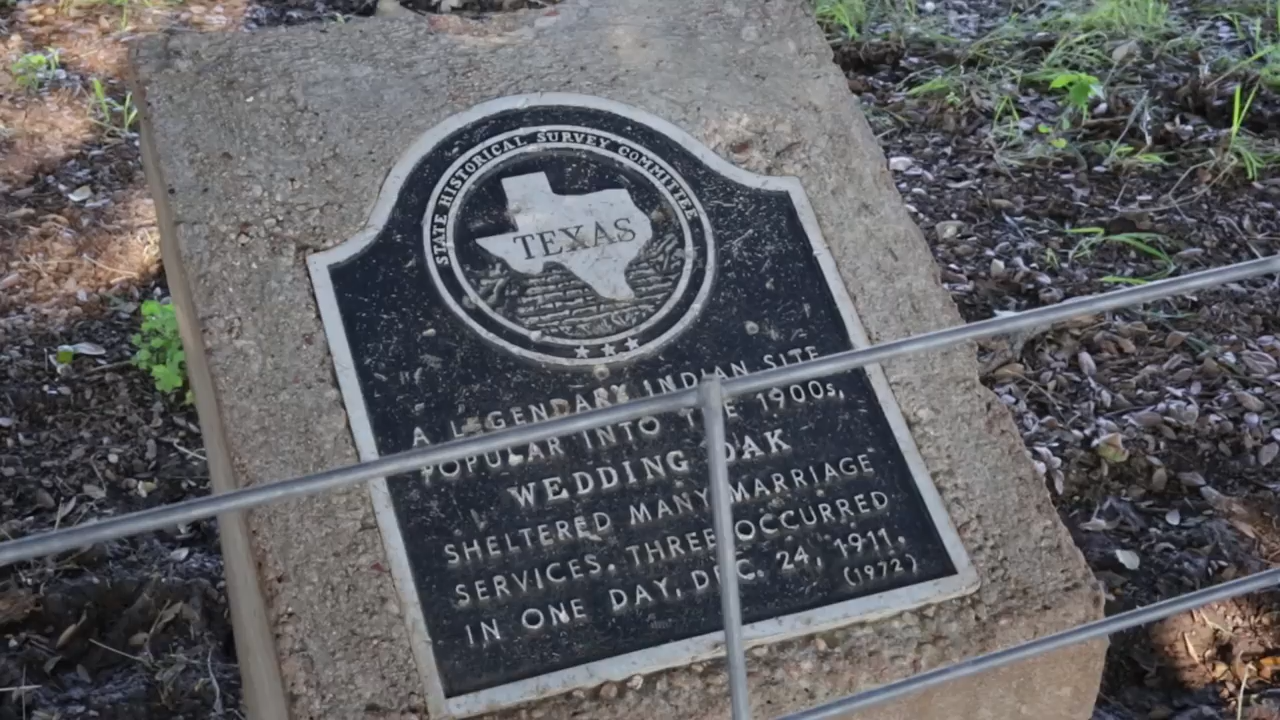 STATE HISTORICAL SURVEY COMMITTEE
TEXAS
A LEGENDARY INDIAN SITE
POPULAR INTO THE 1900s,
WEDDING OAK
SHELTERED MANY MARRIAGE
SERVICES. THREE OCCURRED
IN ONE DAY, DEC. 24, 1911.
(1972)